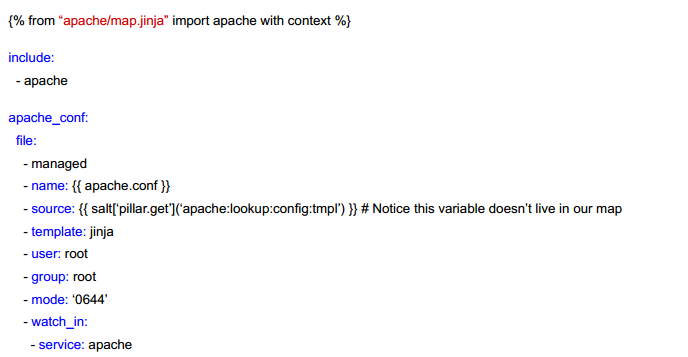 {% from “apache/map.jinja” import apache with context %}
include:
- apache
apache_conf:
file:
- managed
- name: {{ apache.conf }}
- source: {{ salt[‘pillar.get’](‘apache:lookup:config:tmpl’) }} # Notice this variable doesn’t live in our map
- template: jinja
- user: root
- group: root
- mode: ‘0644’
- watch_in:
- service: apache